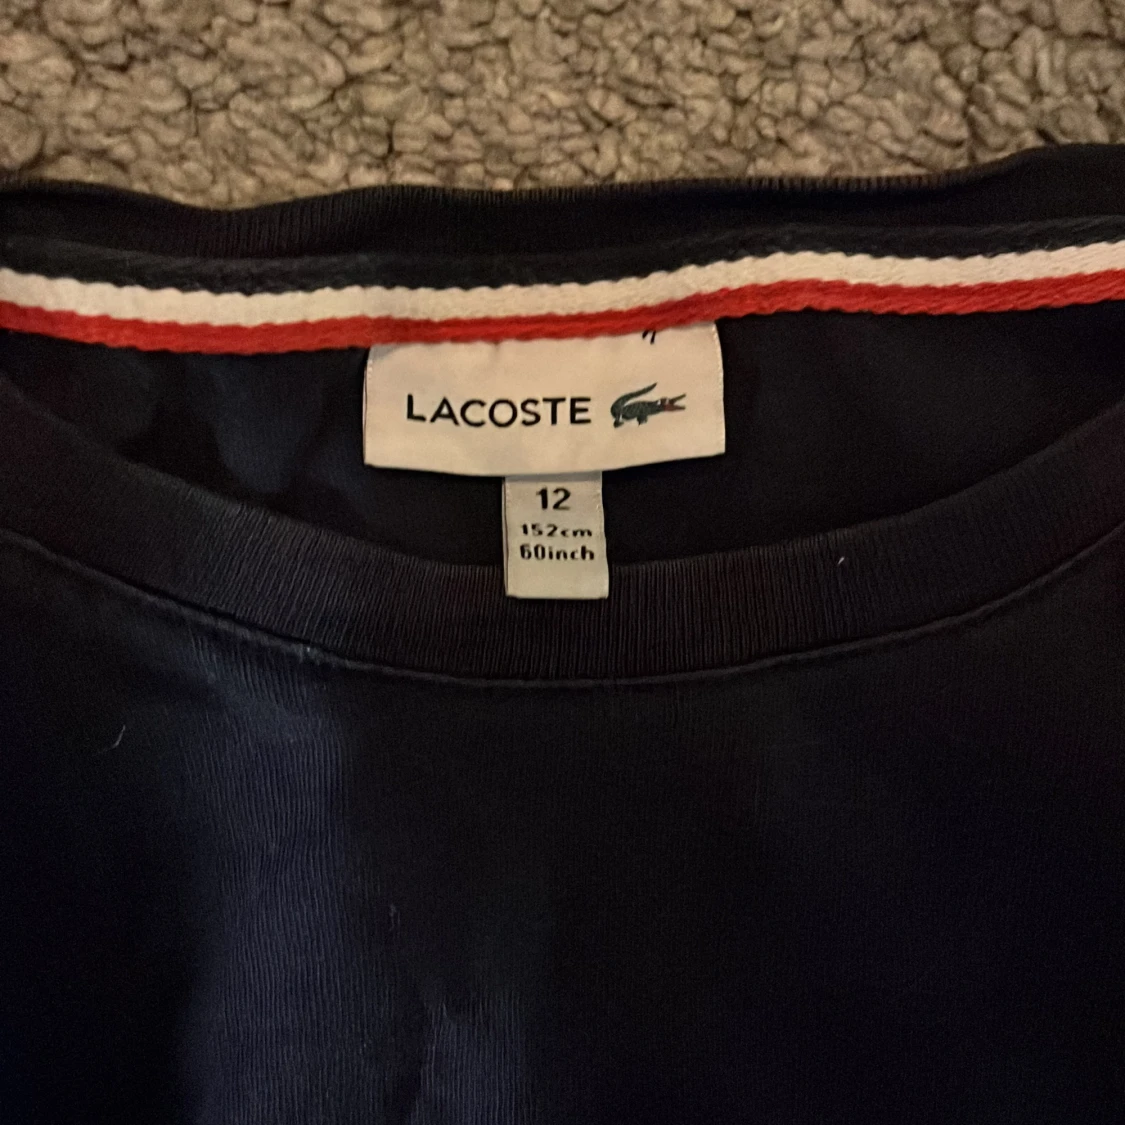 LACOSTE
12
152cm
60inch